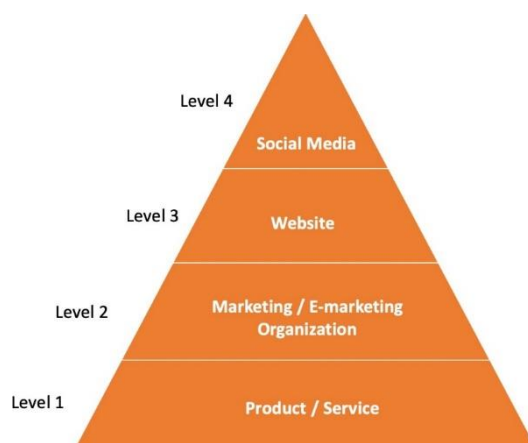 Level 4
Social Media
Level 3
Website
Level 2
Marketing / E-marketing
Organization
Level 1
Product / Service